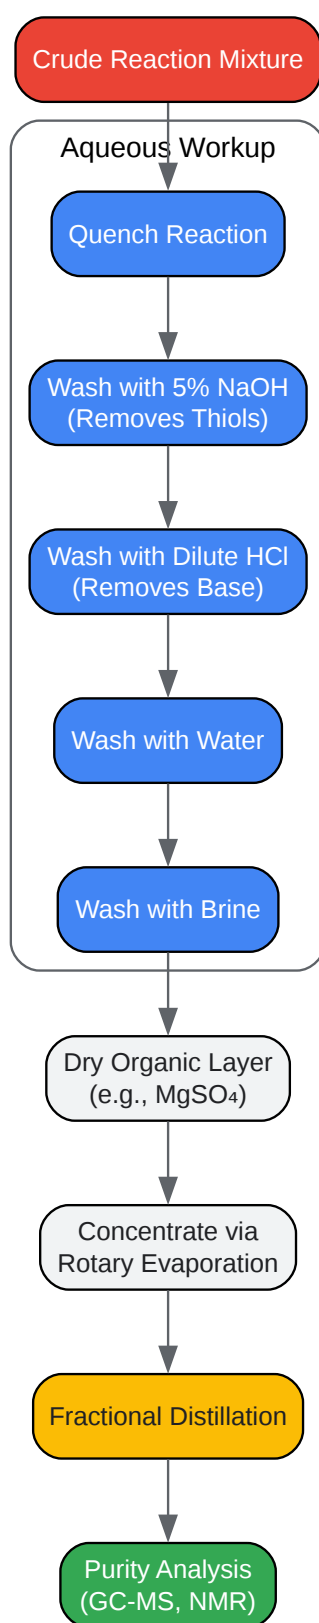 Crude Reaction Mixture
Aqueous Workup
Quench Reaction
Wash with 5% NaOH
(Removes Thiols)
Wash with Dilute HCl
(Removes Base)
Wash with Water
Wash with Brine
Dry Organic Layer
(e.g., MgSO₄)
Concentrate via
Rotary Evaporation
Fractional Distillation
Purity Analysis
(GC-MS, NMR)